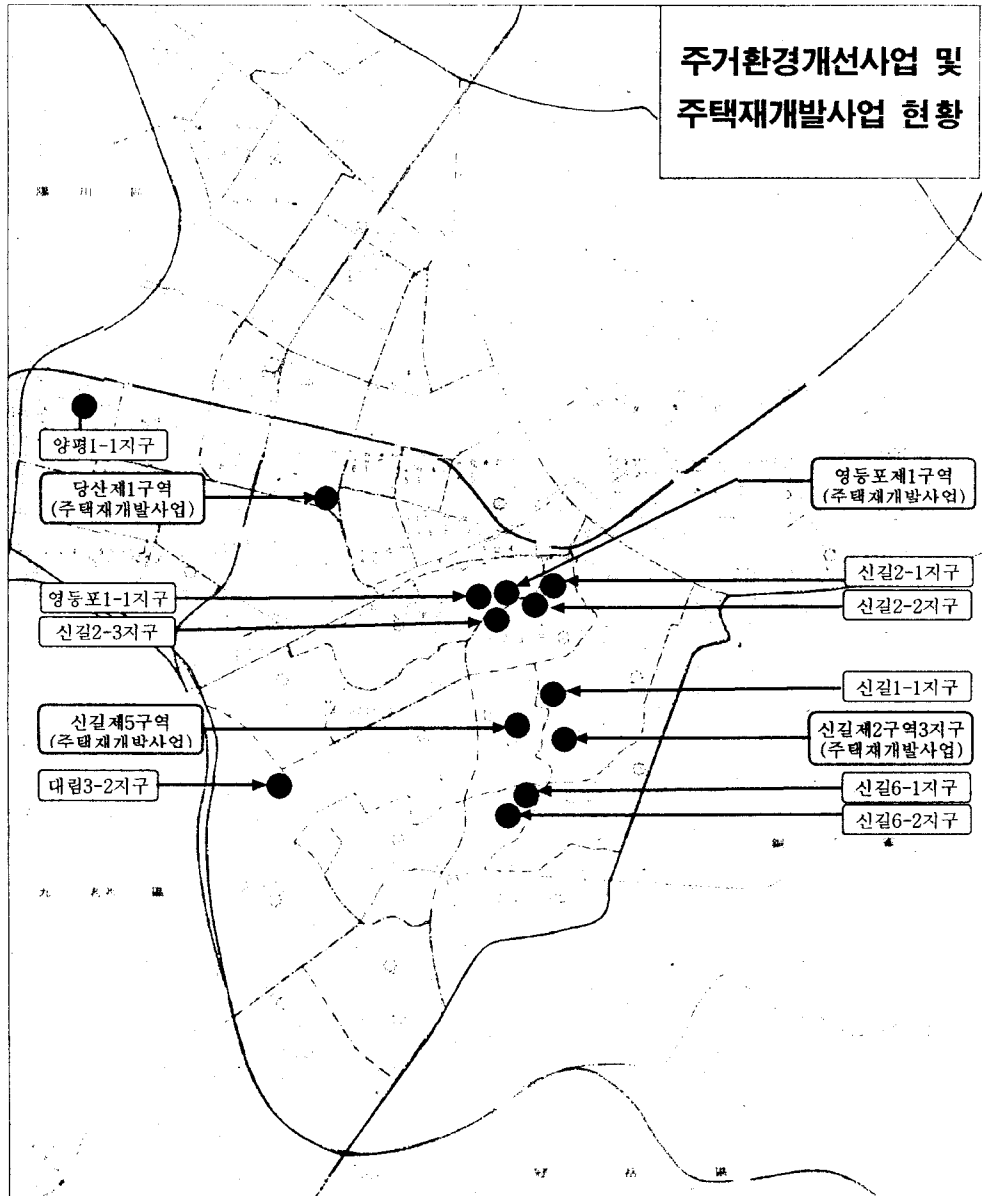 주거환경개선사업 및
주택재개발사업 현황
양평1-1지구
당산제1구역
(주택재개발사업)
영등포제1구역
(주택재개발사업)
영등포1-1지구
신길2-3지구
신길2-1지구
신길2-2지구
신길제5구역
(주택재개발사업)
대림3-2지구
신길1-1지구
신길제2구역3지구
(주택재개발사업)
신길6-1지구
신길6-2지구